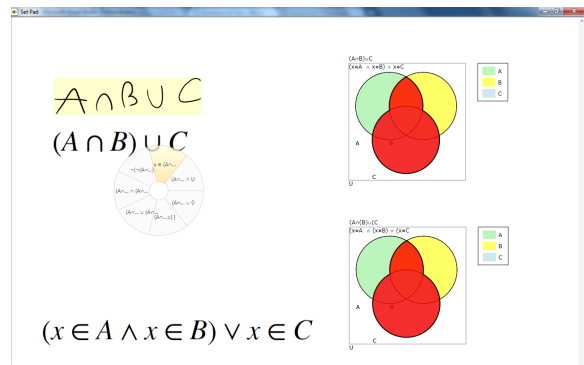 Set Pad
A∩B∪C
(A ∩ B) ∪ C
x ∈ (A∩...
¬(¬(A∩...)
(A∩... ∩ U
(A∩... ∩ (A∩...
(A∩... ∪ ∅
(A∩... ∪ (A∩...
(A∩...={}
(x ∈ A ∧ x ∈ B) ∨ x ∈ C
(A∩B)∪C
(x∈A ∧ x∈B) ∨ x∈C
A
B
C
A
B
C
U
(A∩(B)∪(C
(x∈A ∧ (x∈B) ∨ (x∈C
A
B
C
A
B
C
U